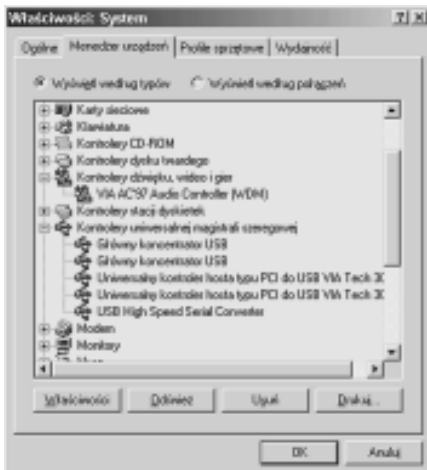 Właściwości: System
Ogólne Menedżer urządzeń Profile sprzętowe Wydajność
Wyświetl według typów Wyświetl według połączeń
Karty sieciowe
Klawiatura
Kontrolery CD-ROM
Kontrolery dysku twardego
Kontrolery dźwięku, wideo i gier
VIA AC'97 Audio Controller (WDM)
Kontrolery stacji dyskietek
Kontrolery uniwersalnej magistrali szeregowej
Główny koncentrator USB
Główny koncentrator USB
Uniwersalny kontroler hosta typu PCI do USB VIA Tech 3(
Uniwersalny kontroler hosta typu PCI do USB VIA Tech 3(
USB High Speed Serial Converter
Modem
Monitory
Właściwości Odśwież Usuń Drukuj...
OK Anuluj